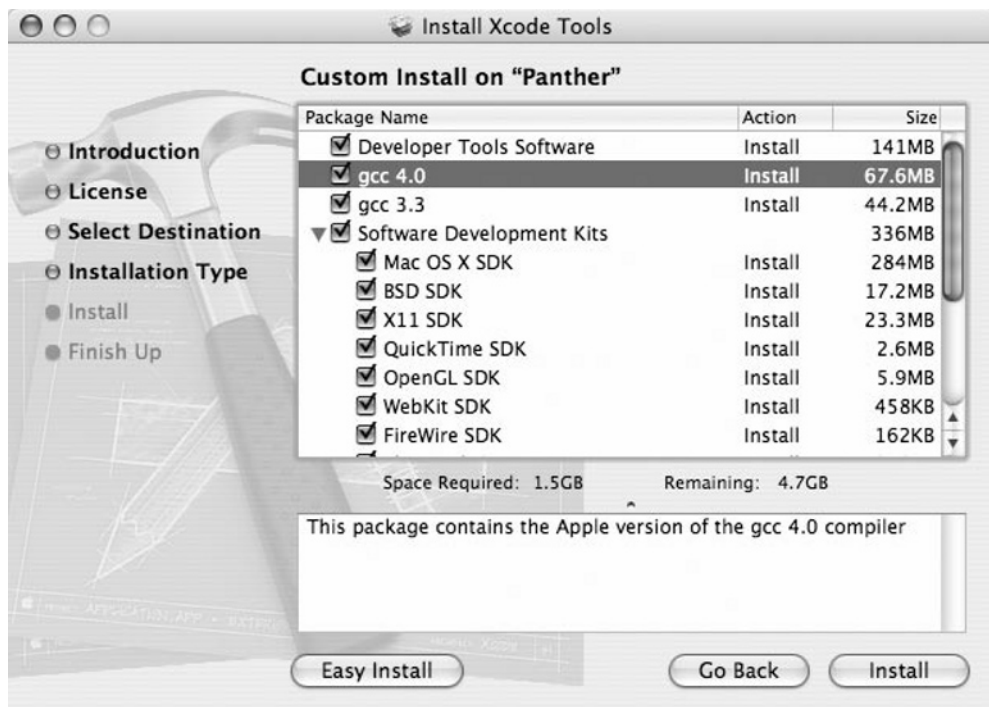 Install Xcode Tools
Custom Install on “Panther”
Introduction
License
Select Destination
Installation Type
Install
Finish Up
Package Name Action Size
Developer Tools Software Install 141MB
gcc 4.0 Install 67.6MB
gcc 3.3 Install 44.2MB
Software Development Kits 336MB
Mac OS X SDK Install 284MB
BSD SDK Install 17.2MB
X11 SDK Install 23.3MB
QuickTime SDK Install 2.6MB
OpenGL SDK Install 5.9MB
WebKit SDK Install 458KB
FireWire SDK Install 162KB
Space Required: 1.5GB Remaining: 4.7GB
This package contains the Apple version of the gcc 4.0 compiler
Easy Install Go Back Install